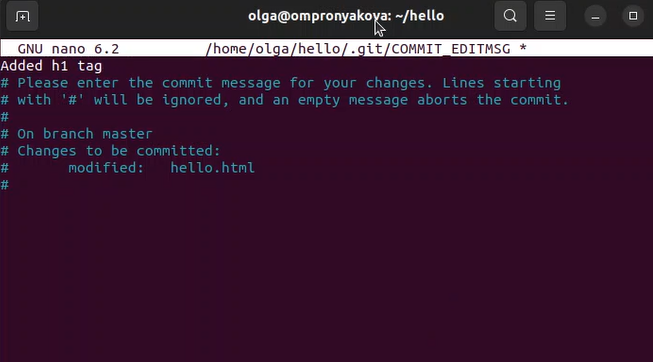 olga@ompronyakova: ~/hello
GNU nano 6.2 /home/olga/hello/.git/COMMIT_EDITMSG *
Added h1 tag
# Please enter the commit message for your changes. Lines starting
# with '#' will be ignored, and an empty message aborts the commit.
#
# On branch master
# Changes to be committed:
# modified: hello.html
#